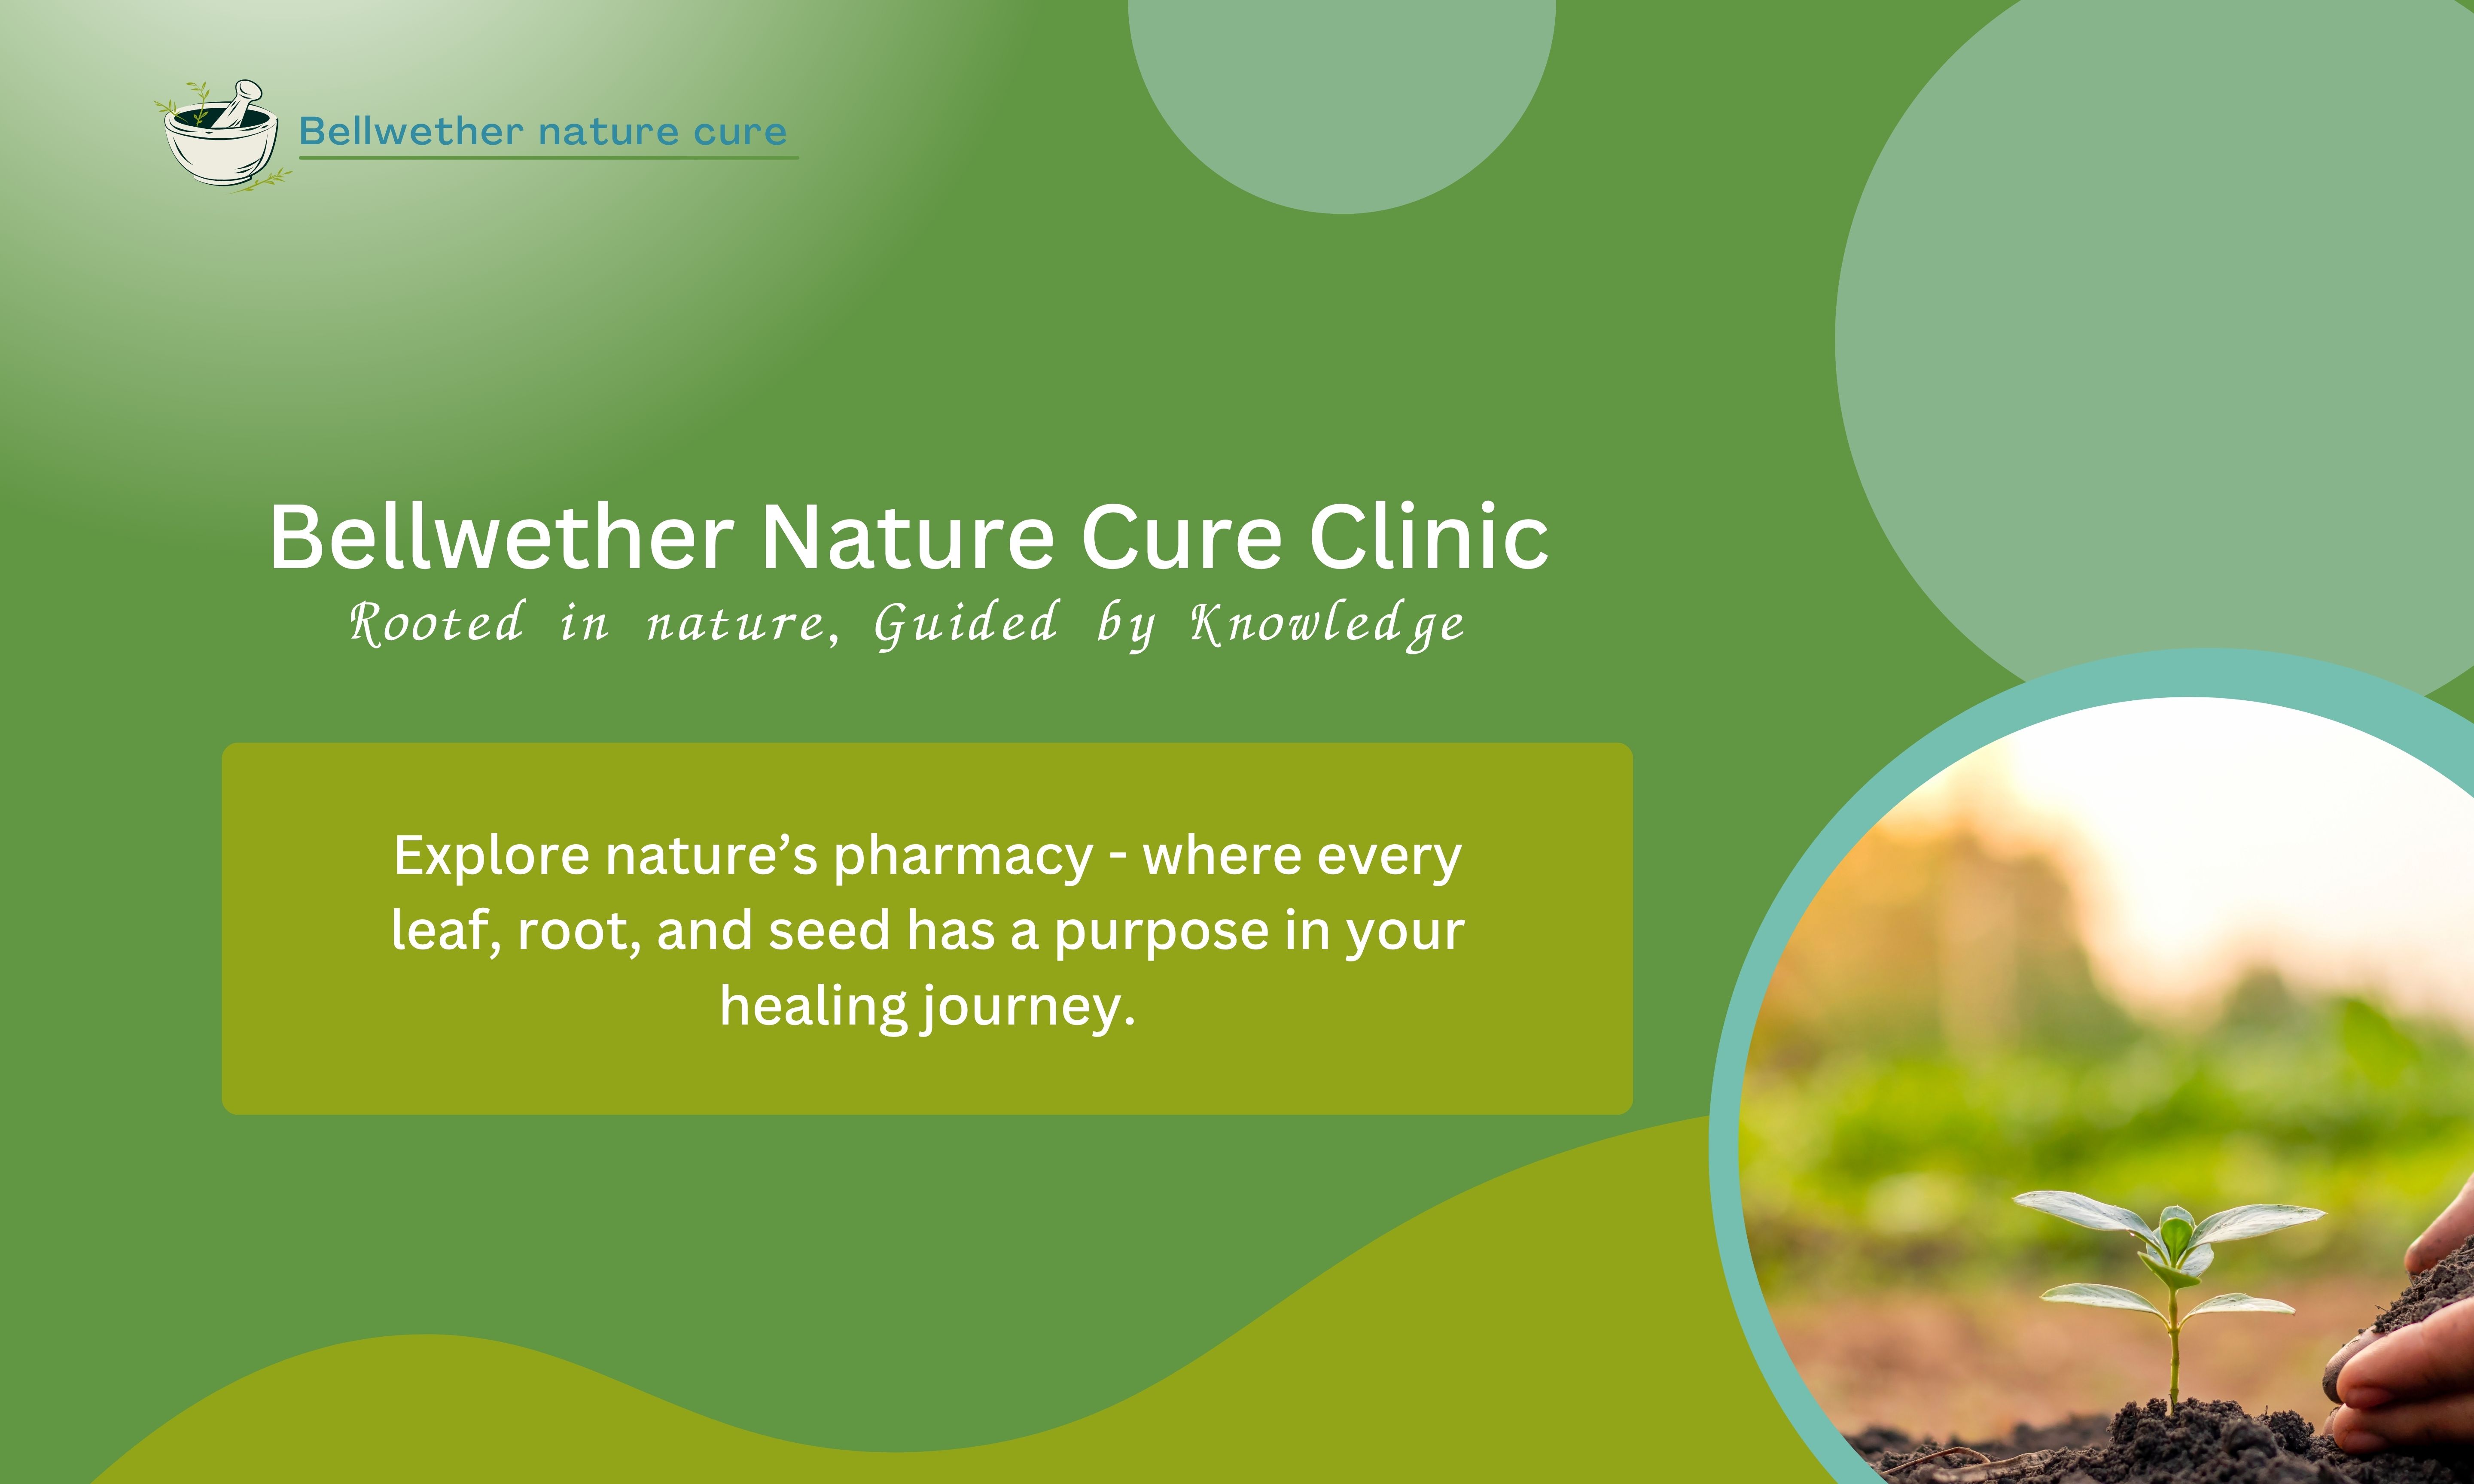 Bellwether nature cure
Bellwether Nature Cure Clinic
Rooted in nature, Guided by Knowledge
Explore nature’s pharmacy - where every
leaf, root, and seed has a purpose in your
healing journey.